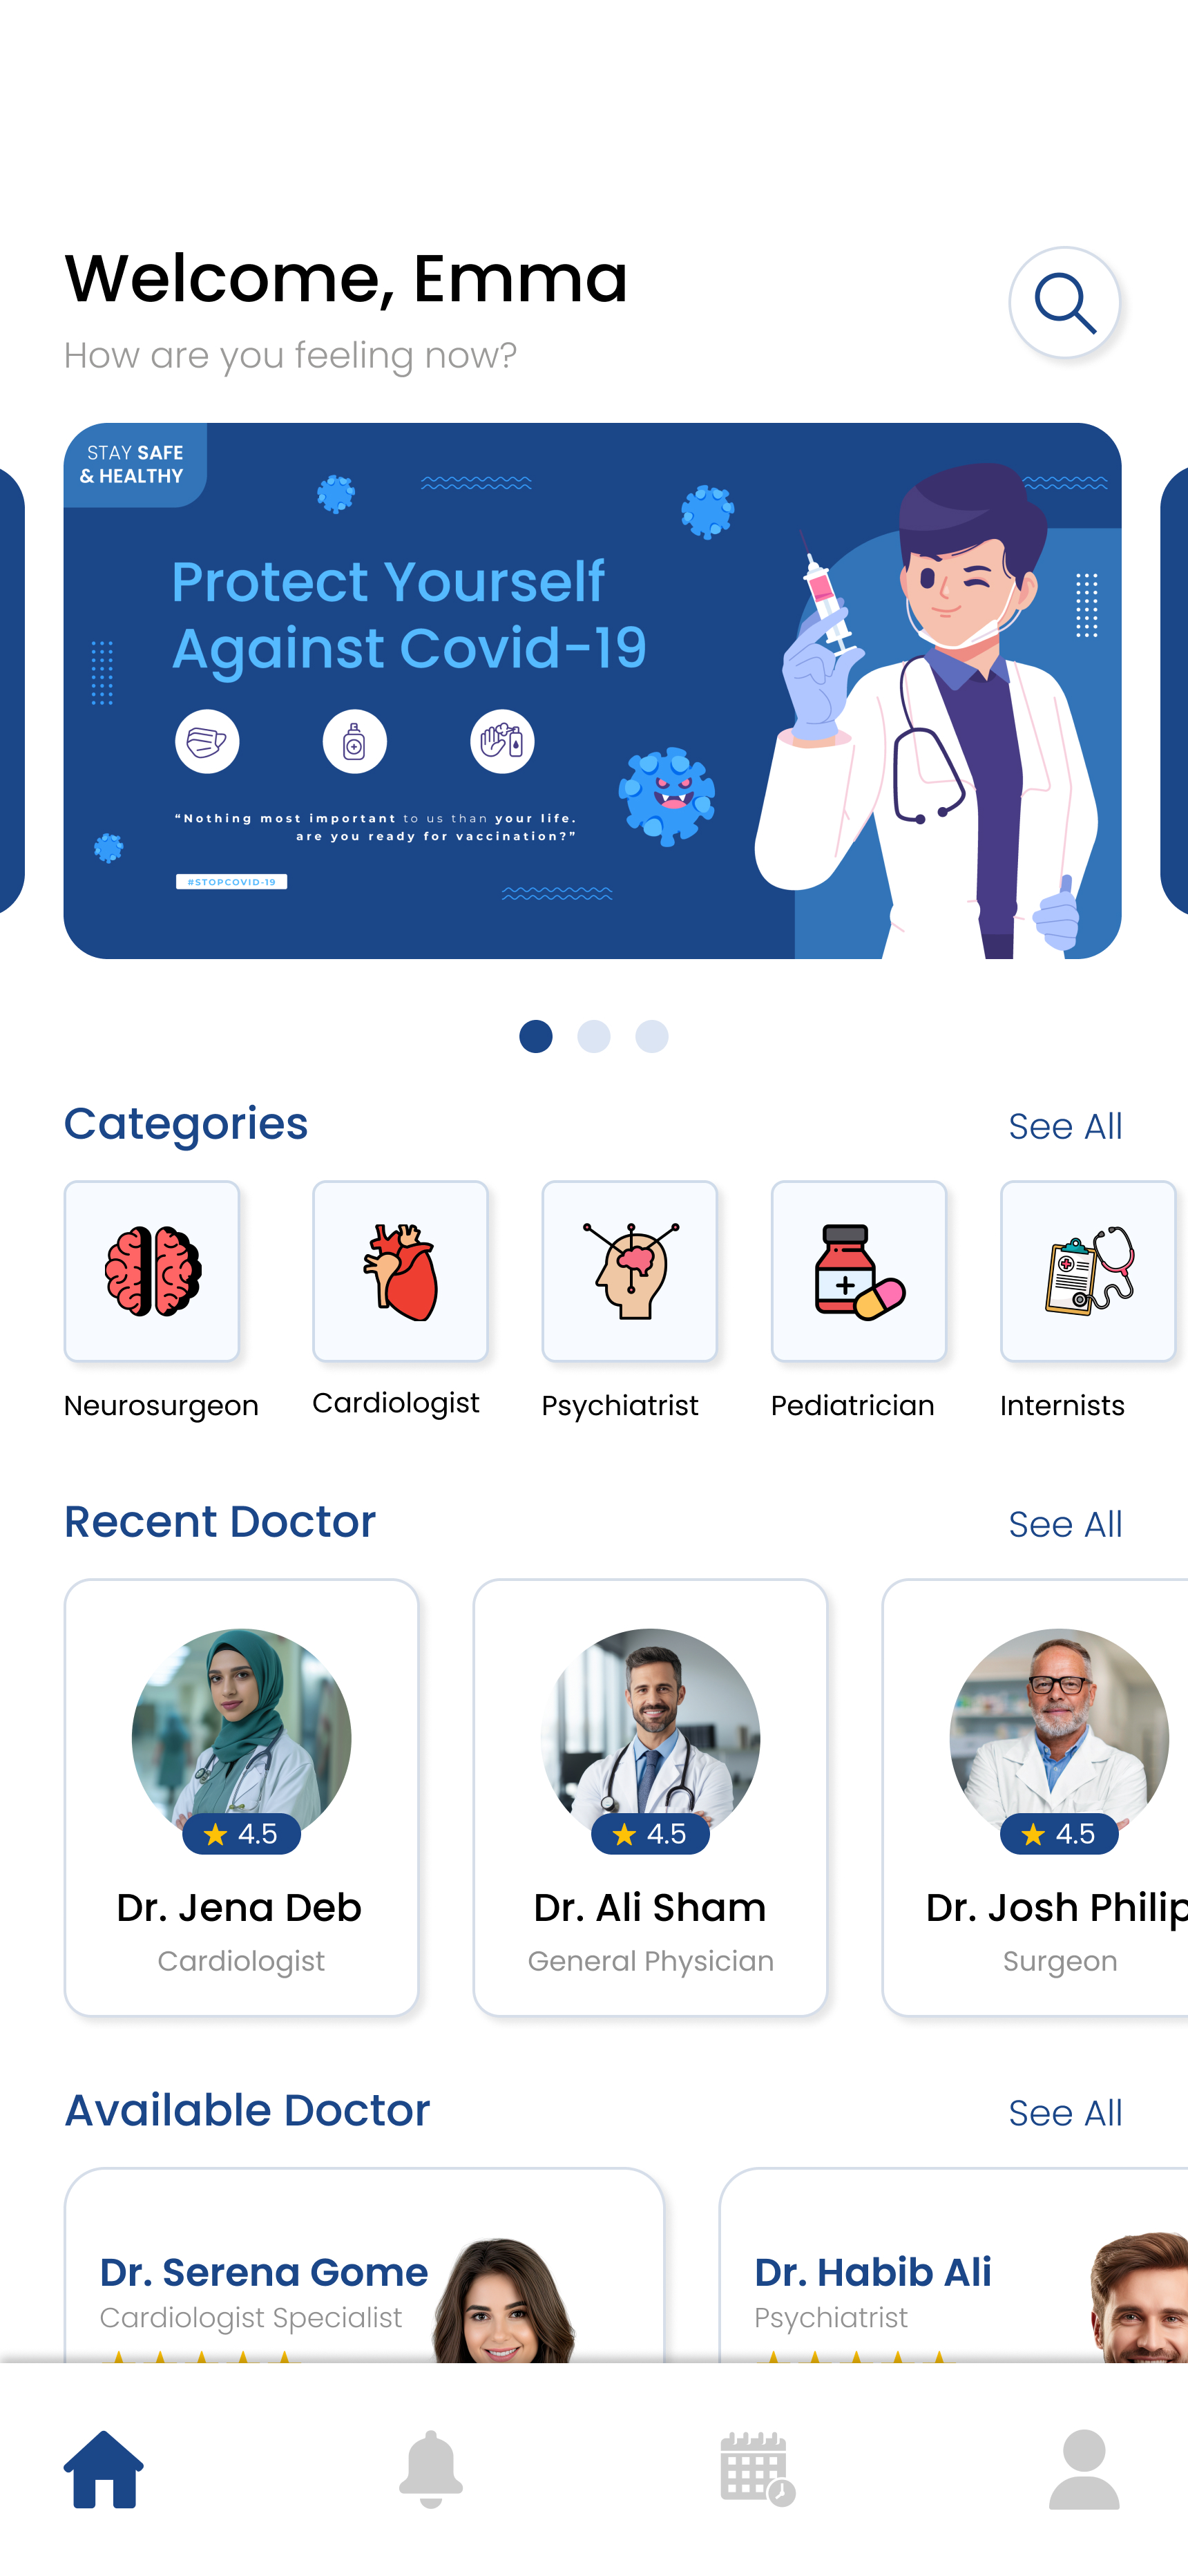 Welcome, Emma
How are you feeling now?
STAY SAFE
& HEALTHY
Protect Yourself
Against Covid-19
“Nothing most important to us than your life.
are you ready for vaccination?”
#STOPCOVID-19
Categories
See All
Neurosurgeon
Cardiologist
Psychiatrist
Pediatrician
Internists
Recent Doctor
See All
4.5
4.5
4.5
Dr. Jena Deb
Dr. Ali Sham
Dr. Josh Philip
Cardiologist
General Physician
Surgeon
Available Doctor
See All
Dr. Serena Gome
Dr. Habib Ali
Cardiologist Specialist
Psychiatrist